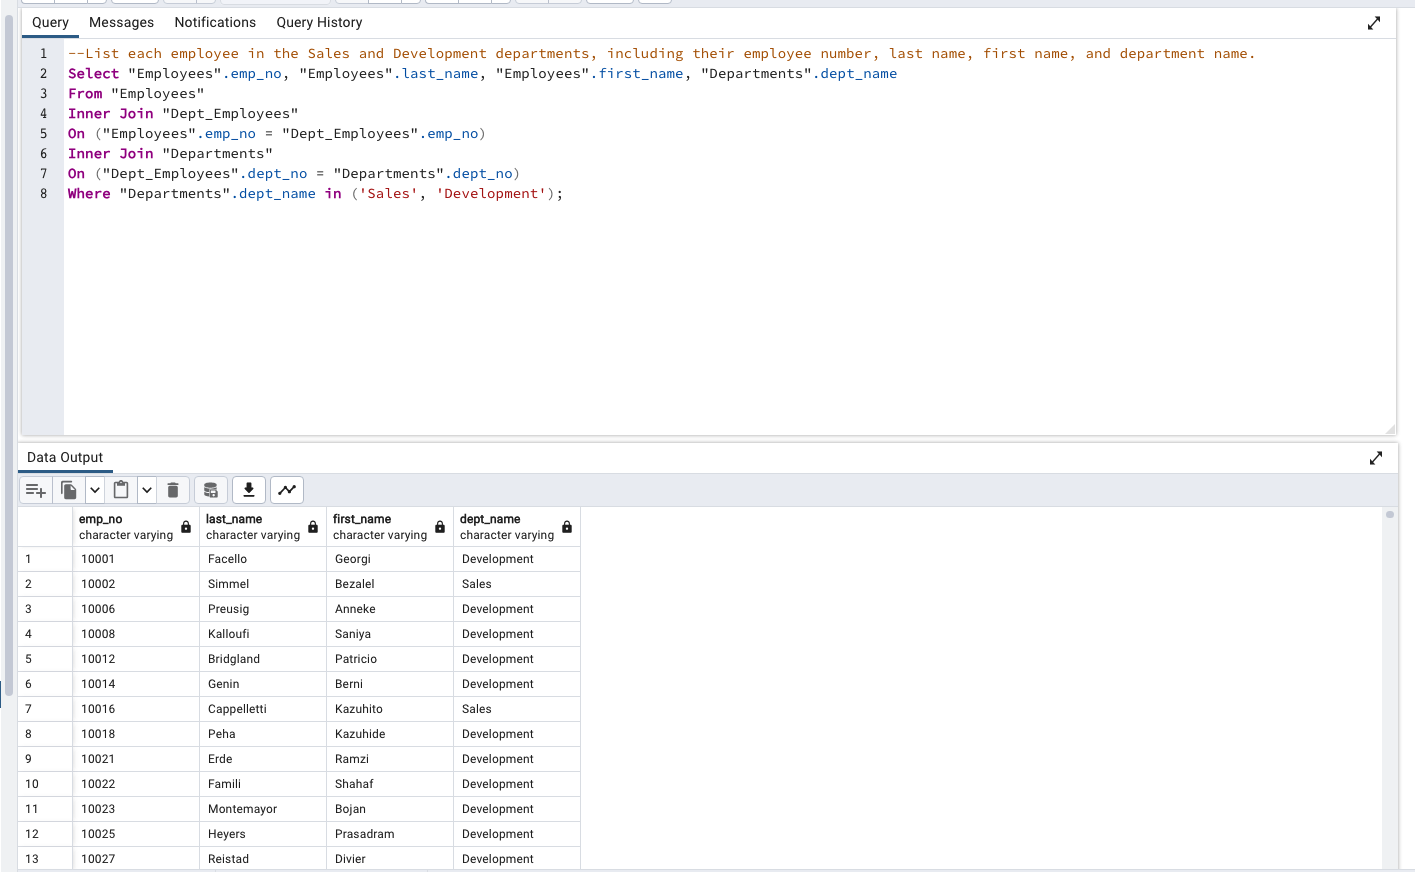 Query Messages Notifications Query History
1 --List each employee in the Sales and Development departments, including their employee number, last name, first name, and department name.
2 Select "Employees".emp_no, "Employees".last_name, "Employees".first_name, "Departments".dept_name
3 From "Employees"
4 Inner Join "Dept_Employees"
5 On ("Employees".emp_no = "Dept_Employees".emp_no)
6 Inner Join "Departments"
7 On ("Dept_Employees".dept_no = "Departments".dept_no)
8 Where "Departments".dept_name in ('Sales', 'Development');
Data Output
emp_no last_name first_name dept_name
character varying character varying character varying character varying
1 10001 Facello Georgi Development
2 10002 Simmel Bezalel Sales
3 10006 Preusig Anneke Development
4 10008 Kalloufi Saniya Development
5 10012 Bridgland Patricio Development
6 10014 Genin Berni Development
7 10016 Cappelletti Kazuhito Sales
8 10018 Peha Kazuhide Development
9 10021 Erde Ramzi Development
10 10022 Famili Shahaf Development
11 10023 Montemayor Bojan Development
12 10025 Heyers Prasadram Development
13 10027 Reistad Divier Development